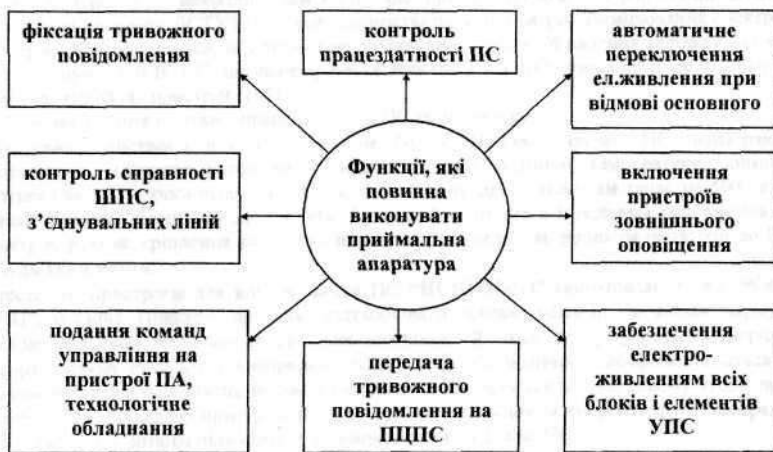 фіксація тривожного
повідомлення
контроль
працездатності ПС
автоматичне
переключення
ел.живлення при
відмові основного
контроль справності
ШПС,
з’єднувальних ліній
Функції, які
повинна
виконувати
приймальна
апаратура
включення
пристроїв
зовнішнього
оповіщення
подання команд
управління на
пристрої ПА,
технологічне
обладнання
передача
тривожного
повідомлення на
ПЦПС
забезпечення
електро-
живленням всіх
блоків і елементів
УПС